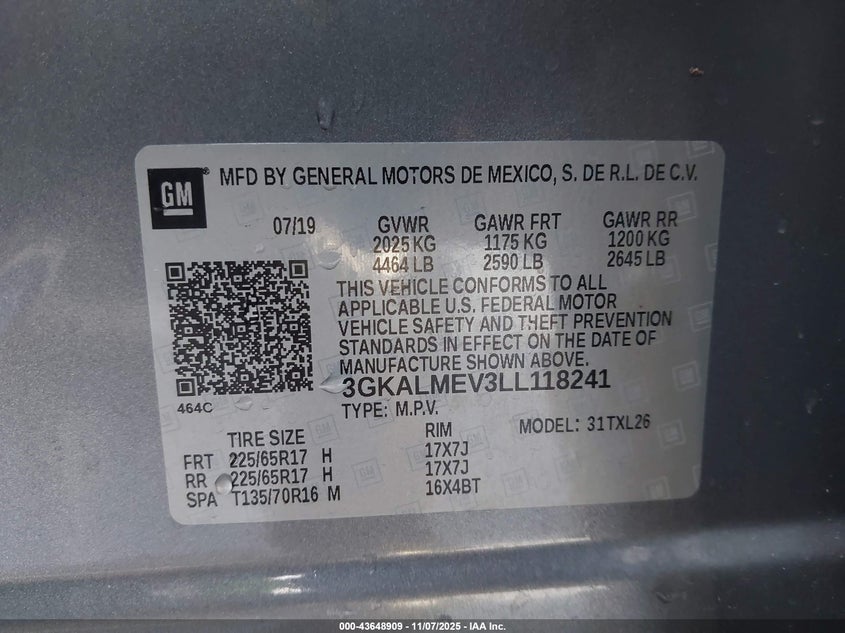 GM ® MFD BY GENERAL MOTORS DE MEXICO, S. DE R.L. DE C.V.
07/19 GVWR GAWR FRT GAWR RR
2025 KG 1175 KG 1200 KG
4464 LB 2590 LB 2645 LB
THIS VEHICLE CONFORMS TO ALL
APPLICABLE U.S. FEDERAL MOTOR
VEHICLE SAFETY AND THEFT PREVENTION
STANDARDS IN EFFECT ON THE DATE OF
MANUFACTURE SHOWN ABOVE.
3GKALMEV3LL118241
464C
TYPE: M.P.V. MODEL: 31TXL26
TIRE SIZE RIM
FRT 225/65R17 H 17X7J
RR 225/65R17 H 17X7J
SPA T135/70R16 M 16X4BT
000-43648909 - 11/07/2025 - IAA Inc.